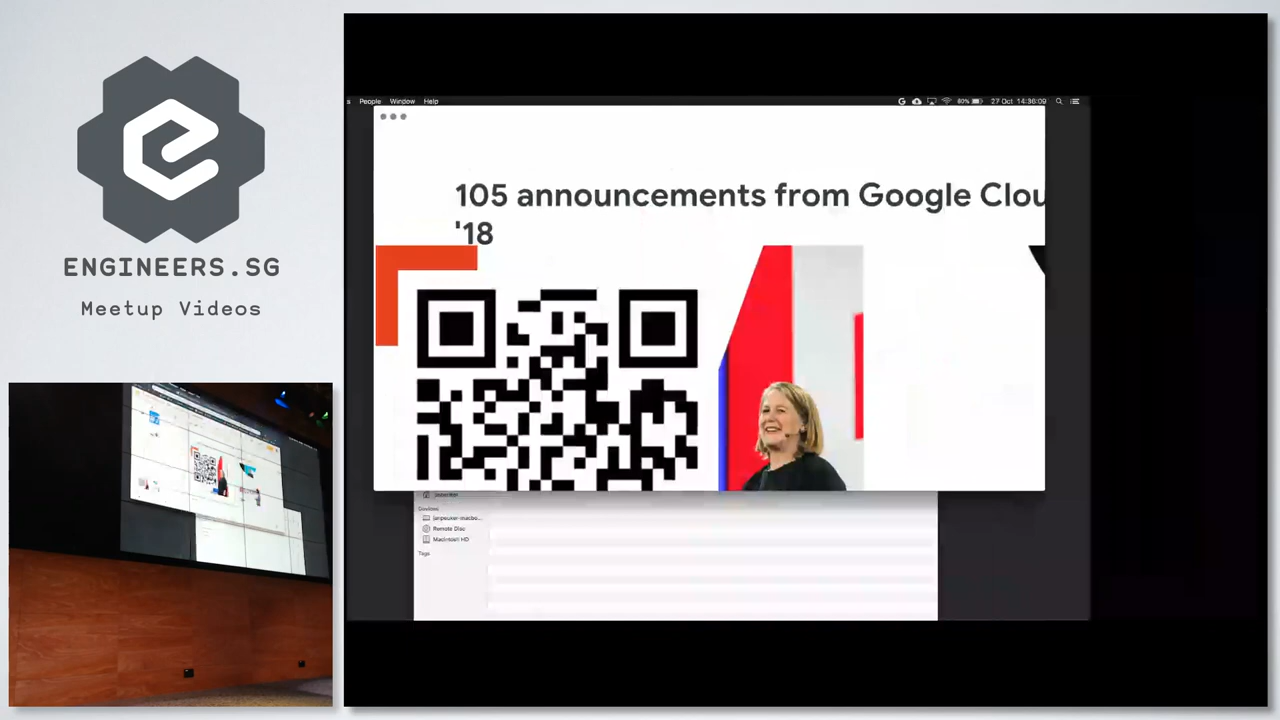 ENGINEERS.SG
Meetup Videos
People Window Help
80% 27 Oct 14:36:09
105 announcements from Google Clou
'18
Devices
Remote Disc
Macintosh HD
Tags